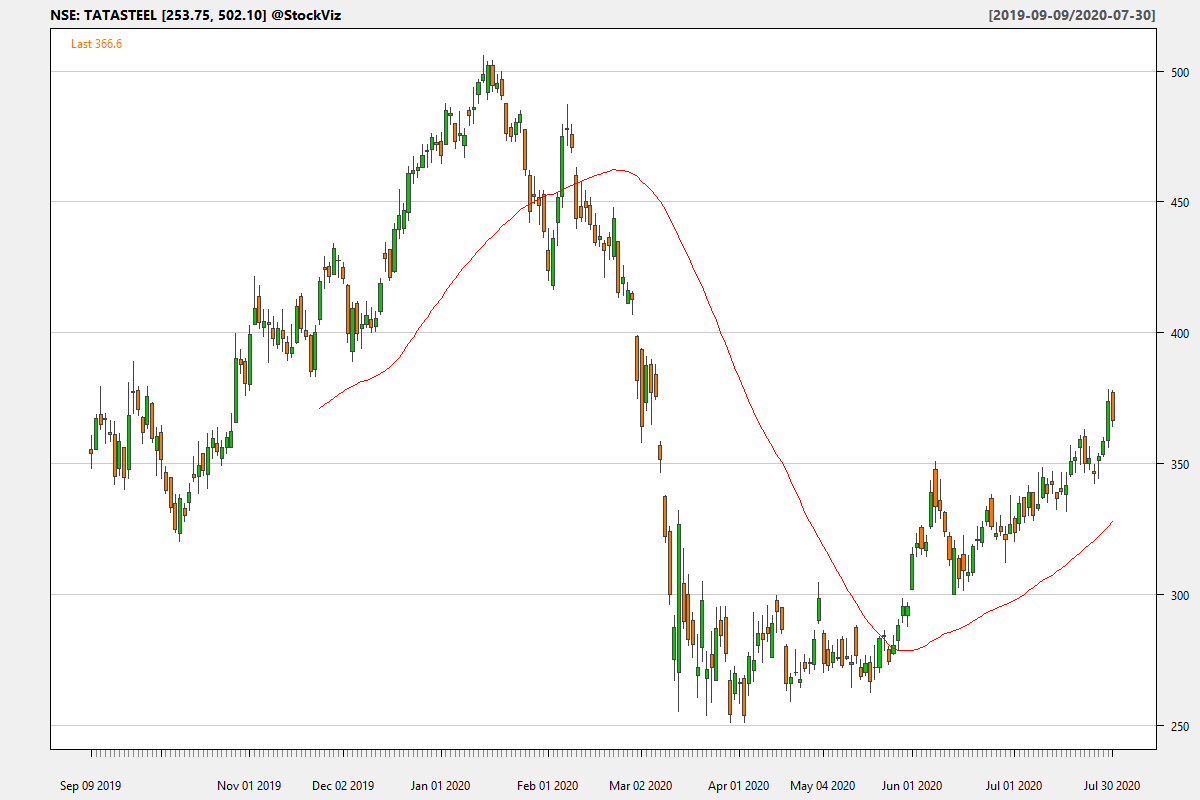 NSE: TATASTEEL [253.75, 502.10] @StockViz [2019-09-09/2020-07-30]
Last 366.6
500
450
400
350
300
250
Sep 09 2019 Nov 01 2019 Dec 02 2019 Jan 01 2020 Feb 01 2020 Mar 02 2020 Apr 01 2020 May 04 2020 Jun 01 2020 Jul 01 2020 Jul 30 2020